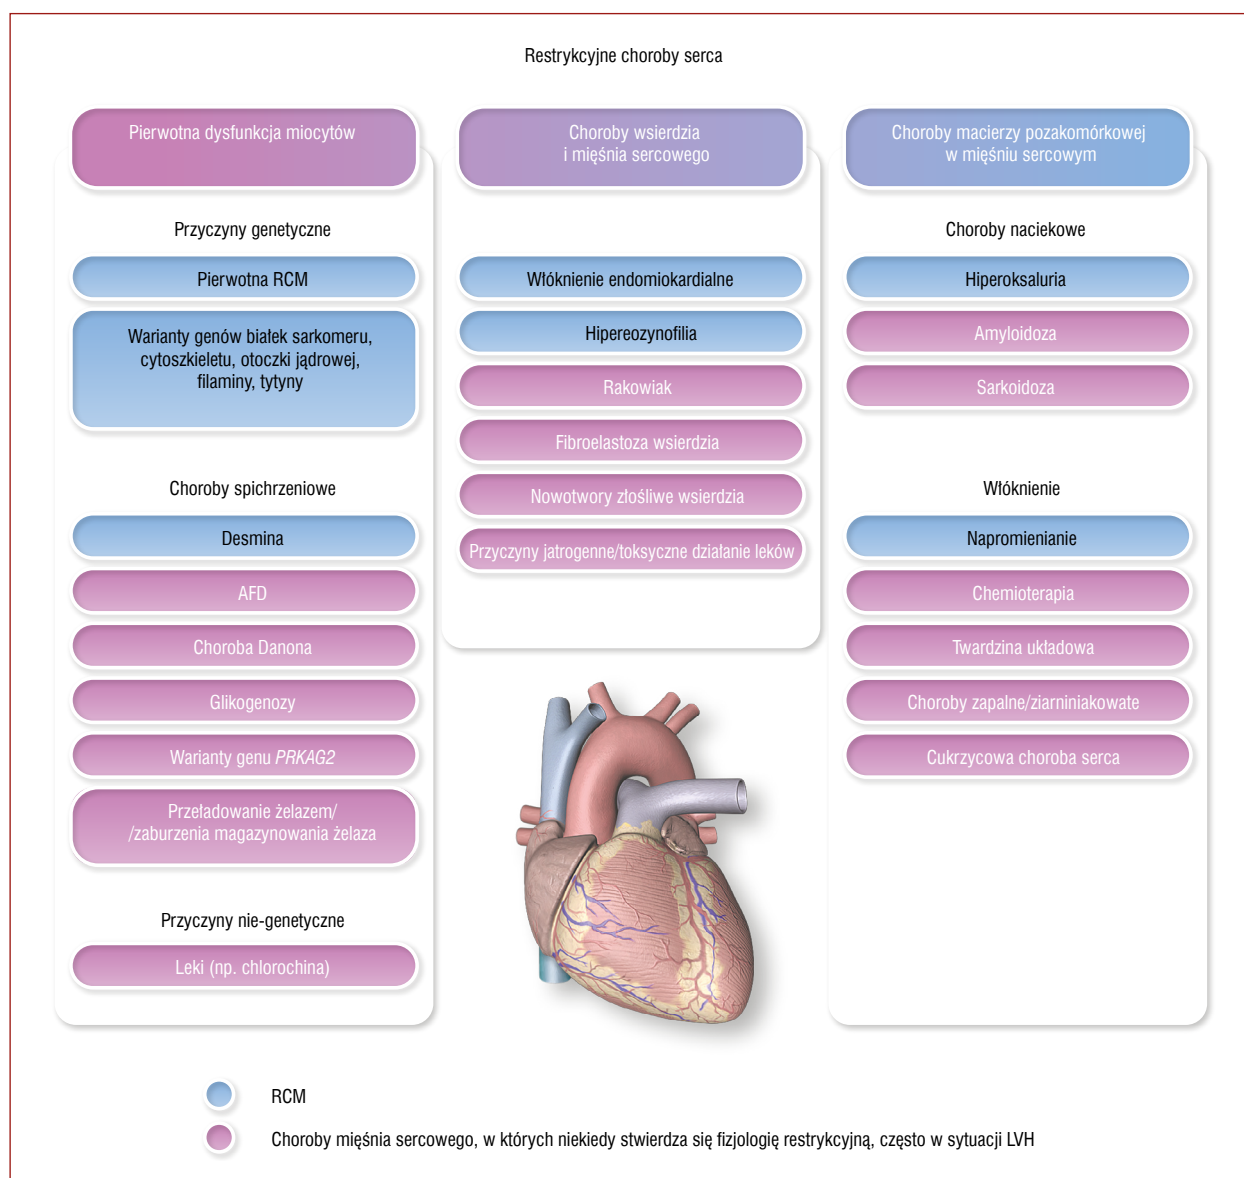 Restrykcyjne choroby serca
Pierwotna dysfunkcja miocytów
Przyczyny genetyczne
Pierwotna RCM
Warianty genów białek sarkomeru,
cytoszkieletu, otoczki jądrowej,
filaminy, tytyny
Choroby spichrzeniowe
Desmina
AFD
Choroba Danona
Glikogenozy
Warianty genu PRKAG2
Przeładowanie żelazem/
/zaburzenia magazynowania żelaza
Przyczyny nie-genetyczne
Leki (np. chlorochina)
Choroby wsierdzia
i mięśnia sercowego
Włóknienie endomiokardialne
Hipereozynofilia
Rakowiak
Fibroelastoza wsierdzia
Nowotwory złośliwe wsierdzia
Przyczyny jatrogenne/toksyczne działanie leków
Choroby macierzy pozakomórkowej
w mięśniu sercowym
Choroby naciekowe
Hiperoksaluria
Amyloidoza
Sarkoidoza
Włóknienie
Napromienianie
Chemioterapia
Twardzina układowa
Choroby zapalne/ziarniniakowate
Cukrzycowa choroba serca
RCM
Choroby mięśnia sercowego, w których niekiedy stwierdza się fizjologię restrykcyjną, często w sytuacji LVH